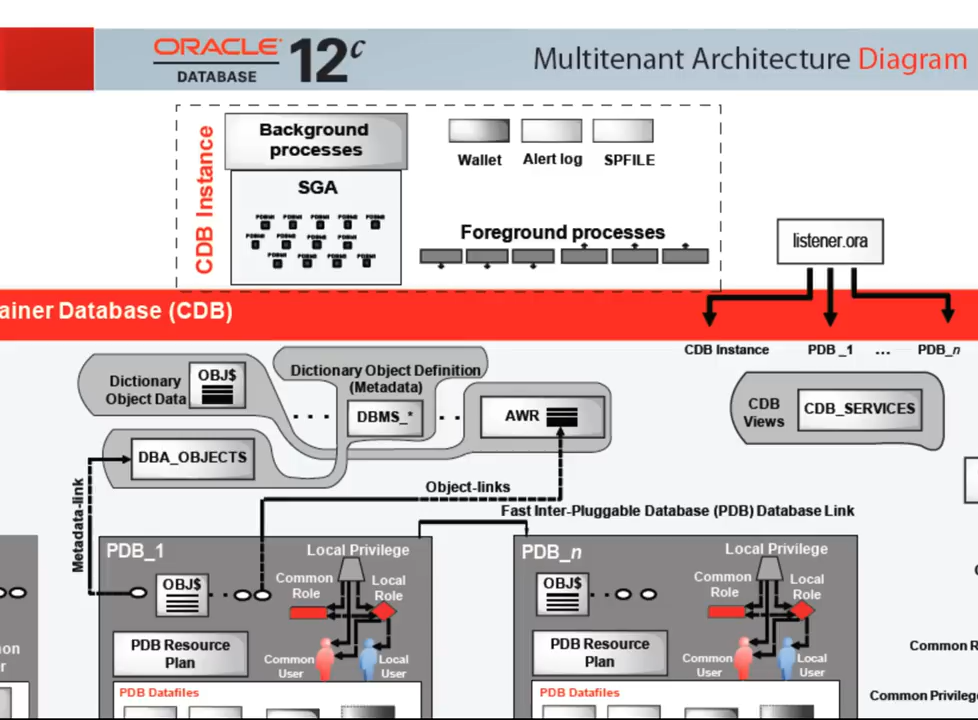 ORACLE
DATABASE
12c
Multitenant Architecture Diagram
CDB Instance
Background
processes
SGA
Wallet
Alert log
SPFILE
Foreground processes
listener.ora
ainer Database (CDB)
CDB Instance
PDB_1
...
PDB_n
Dictionary
Object Data
OBJ$
Dictionary Object Definition
(Metadata)
DBMS_*
AWR
CDB
Views
CDB_SERVICES
DBA_OBJECTS
Metadata-link
Object-links
Fast Inter-Pluggable Database (PDB) Database Link
PDB_1
Local Privilege
OBJ$
Common
Role
Local
Role
PDB Resource
Plan
Common
User
Local
User
PDB Datafiles
PDB_n
Local Privilege
OBJ$
Common
Role
Local
Role
PDB Resource
Plan
Common
User
Local
User
PDB Datafiles
on
r
Common R
Common Privileg